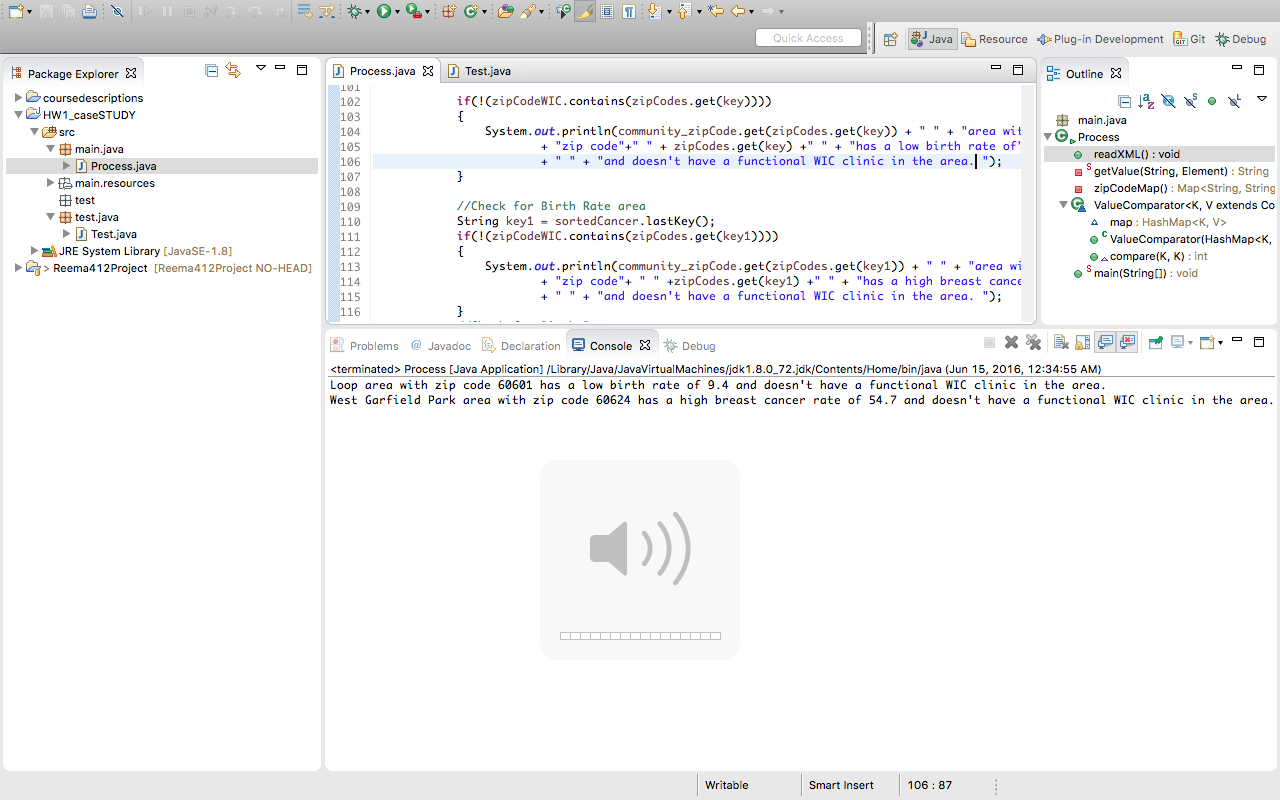 Quick Access
Java
Resource
Plug-in Development
Git
Debug
Package Explorer
coursedescriptions
HW1_caseSTUDY
src
main.java
Process.java
main.resources
test
test.java
Test.java
JRE System Library [JavaSE-1.8]
> Reema412Project [Reema412Project NO-HEAD]
Process.java
Test.java
101
102 if(!(zipCodeWIC.contains(zipCodes.get(key))))
103 {
104 System.out.println(community_zipCode.get(zipCodes.get(key)) + " " + "area wit
105 + "zip code"+" " + zipCodes.get(key) +" " + "has a low birth rate of"
106 + " " + "and doesn't have a functional WIC clinic in the area. ");
107 }
108
109 //Check for Birth Rate area
110 String key1 = sortedCancer.lastKey();
111 if(!(zipCodeWIC.contains(zipCodes.get(key1))))
112 {
113 System.out.println(community_zipCode.get(zipCodes.get(key1)) + " " + "area wi
114 + "zip code"+ " " +zipCodes.get(key1) +" " + "has a high breast cance
115 + " " + "and doesn't have a functional WIC clinic in the area. ");
116 }
Outline
main.java
Process
readXML() : void
getValue(String, Element) : String
zipCodeMap() : Map<String, String
ValueComparator<K, V extends Co
map : HashMap<K, V>
ValueComparator(HashMap<K,
compare(K, K) : int
main(String[]) : void
Problems
@ Javadoc
Declaration
Console
Debug
<terminated> Process [Java Application] /Library/Java/JavaVirtualMachines/jdk1.8.0_72.jdk/Contents/Home/bin/java (Jun 15, 2016, 12:34:55 AM)
Loop area with zip code 60601 has a low birth rate of 9.4 and doesn't have a functional WIC clinic in the area.
West Garfield Park area with zip code 60624 has a high breast cancer rate of 54.7 and doesn't have a functional WIC clinic in the area.
Writable
Smart Insert
106 : 87